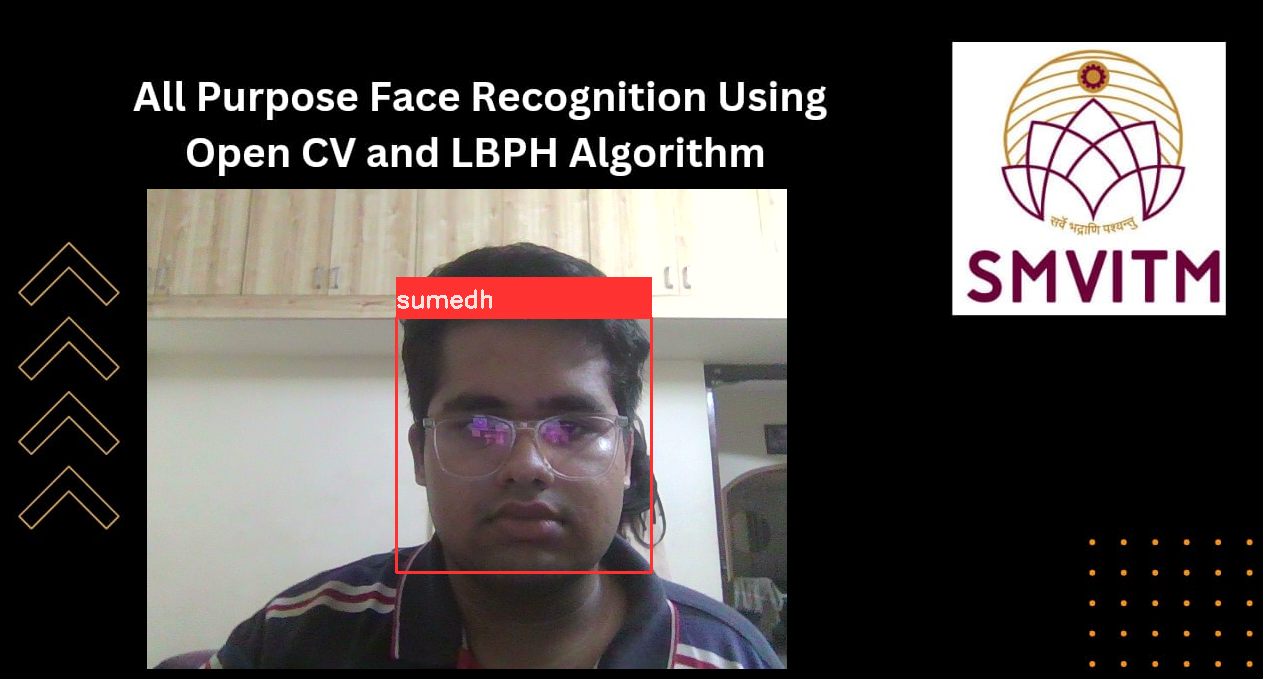 All Purpose Face Recognition Using
Open CV and LBPH Algorithm
sumedh
सर्वे भद्राणि पश्यन्तु
SMVITM